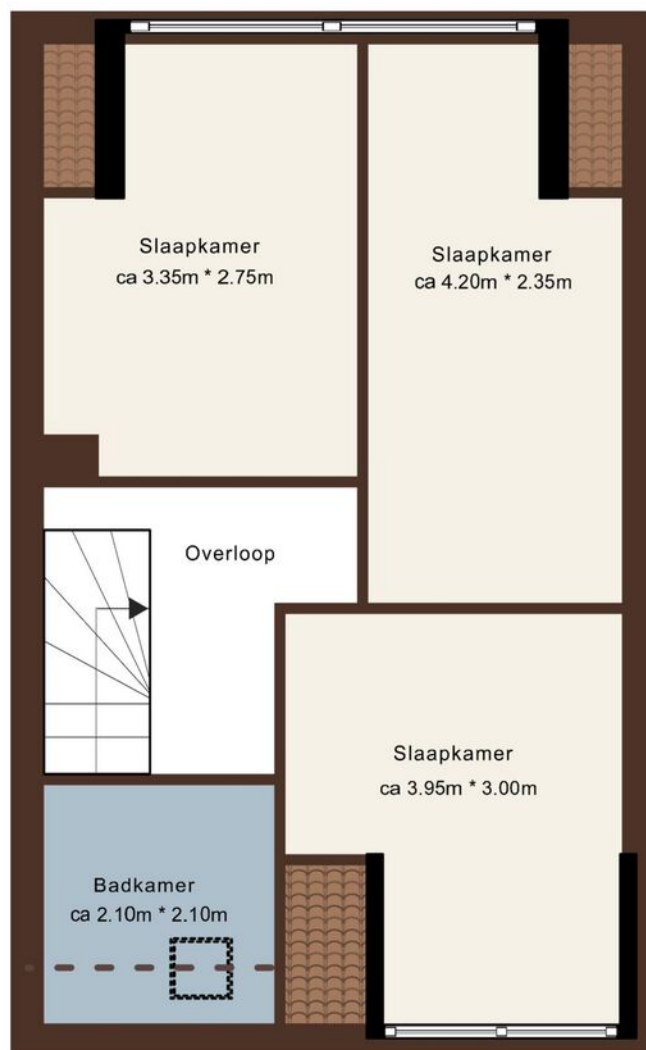 Slaapkamer
ca 3.35m * 2.75m
Slaapkamer
ca 4.20m * 2.35m
Overloop
Slaapkamer
ca 3.95m * 3.00m
Badkamer
ca 2.10m * 2.10m